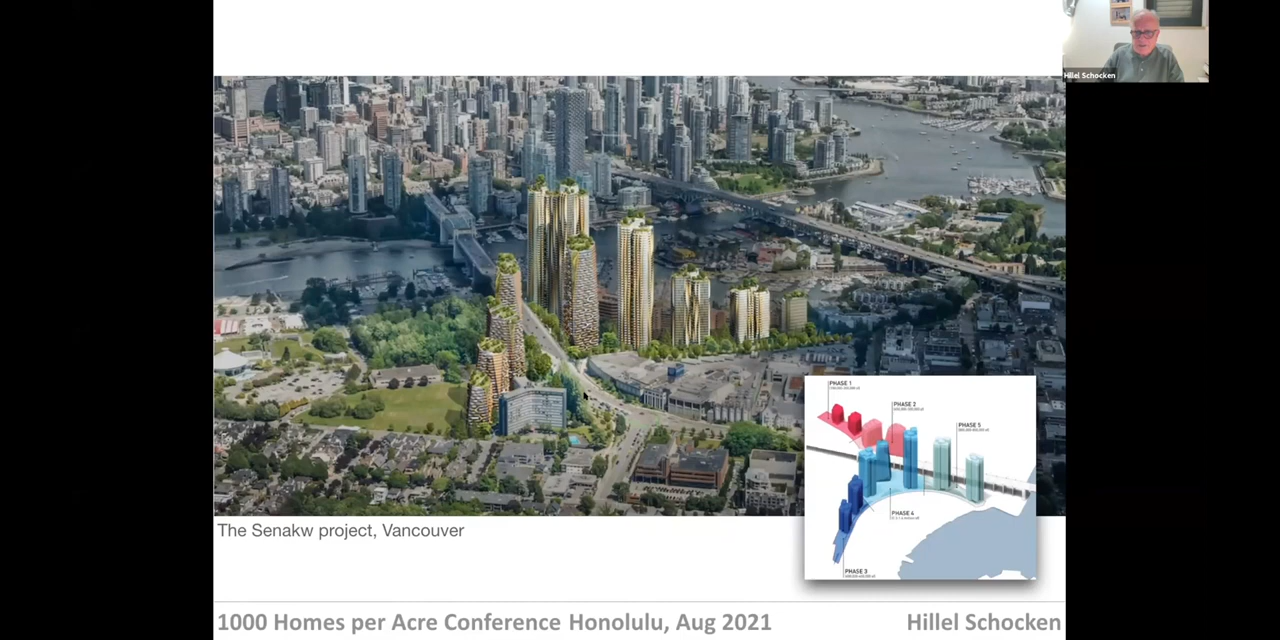 Hilel Schocken
PHASE 1
PHASE 2
PHASE 5
PHASE 4
PHASE 3
The Senakw project, Vancouver
1000 Homes per Acre Conference Honolulu, Aug 2021
Hillel Schocken